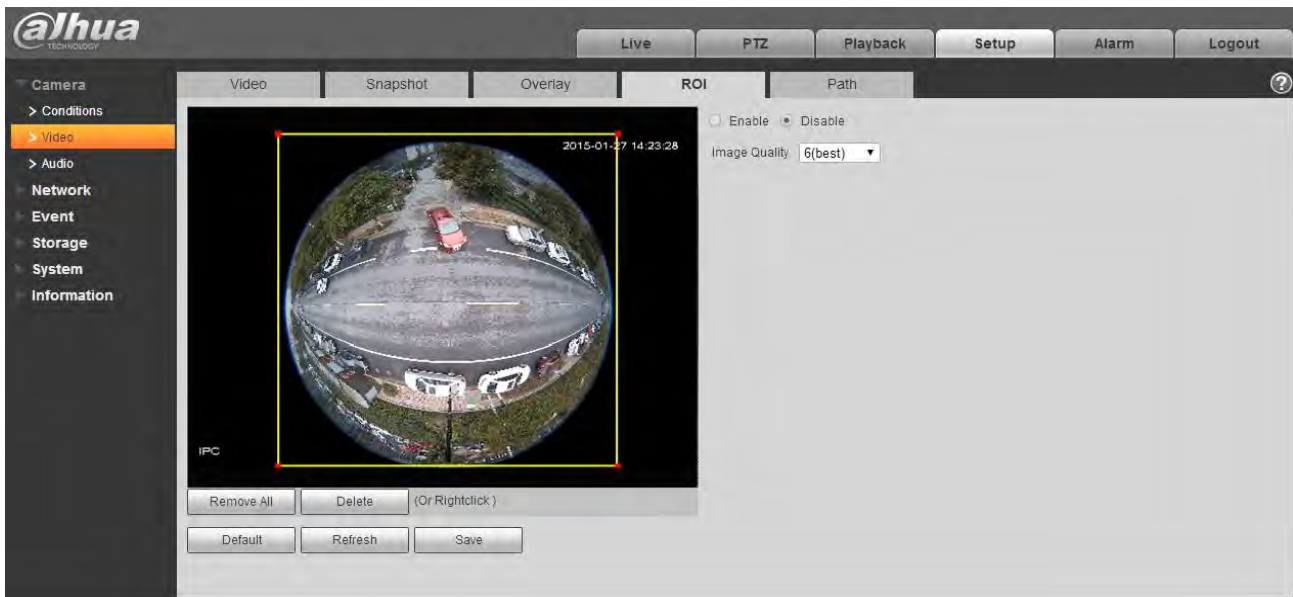 alhua
TECHNOLOGY
Live PTZ Playback Setup Alarm Logout
Camera
> Conditions
> Video
> Audio
Network
Event
Storage
System
Information
Video Snapshot Overlay ROI Path ?
Enable Disable
Image Quality 6(best)
2015-01-27 14:23:28
IPC
Remove All Delete (Or Rightclick )
Default Refresh Save